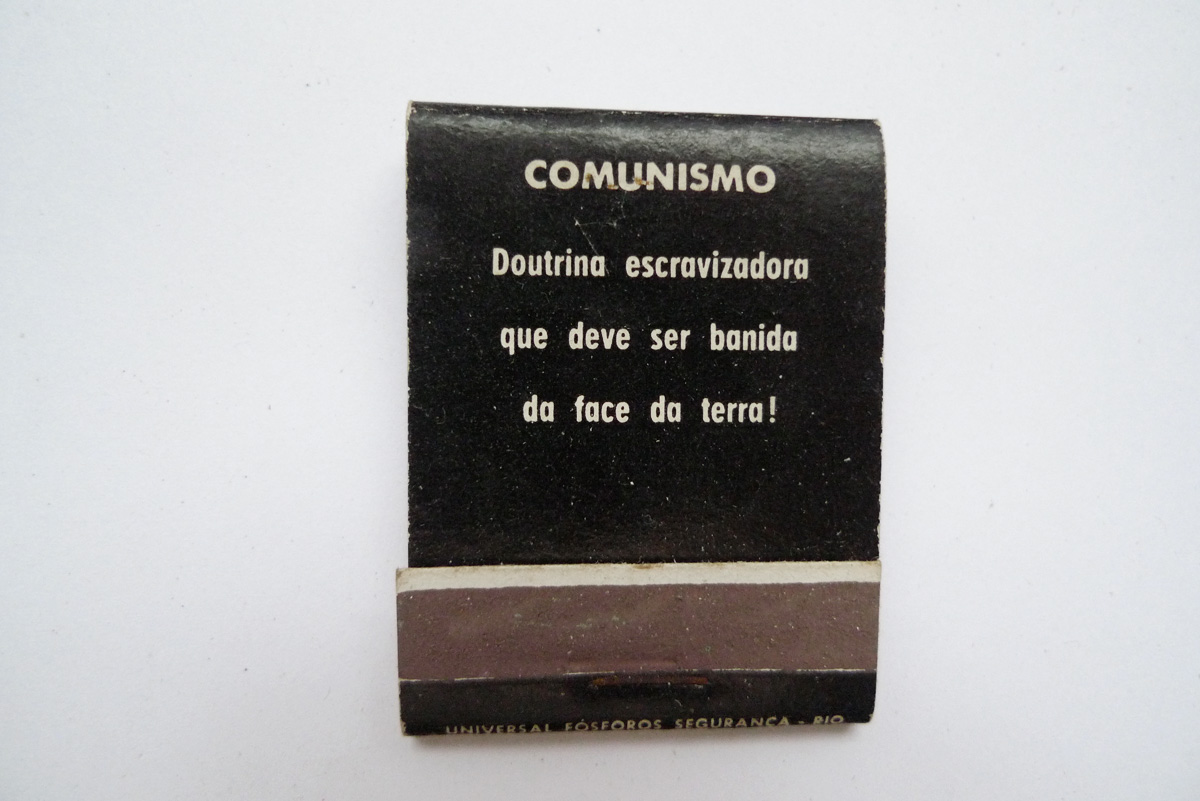 COMUNISMO
Doutrina escravizadora
que deve ser banida
da face da terra!
UNIVERSAL FÓSFOROS SEGURANÇA - RIO